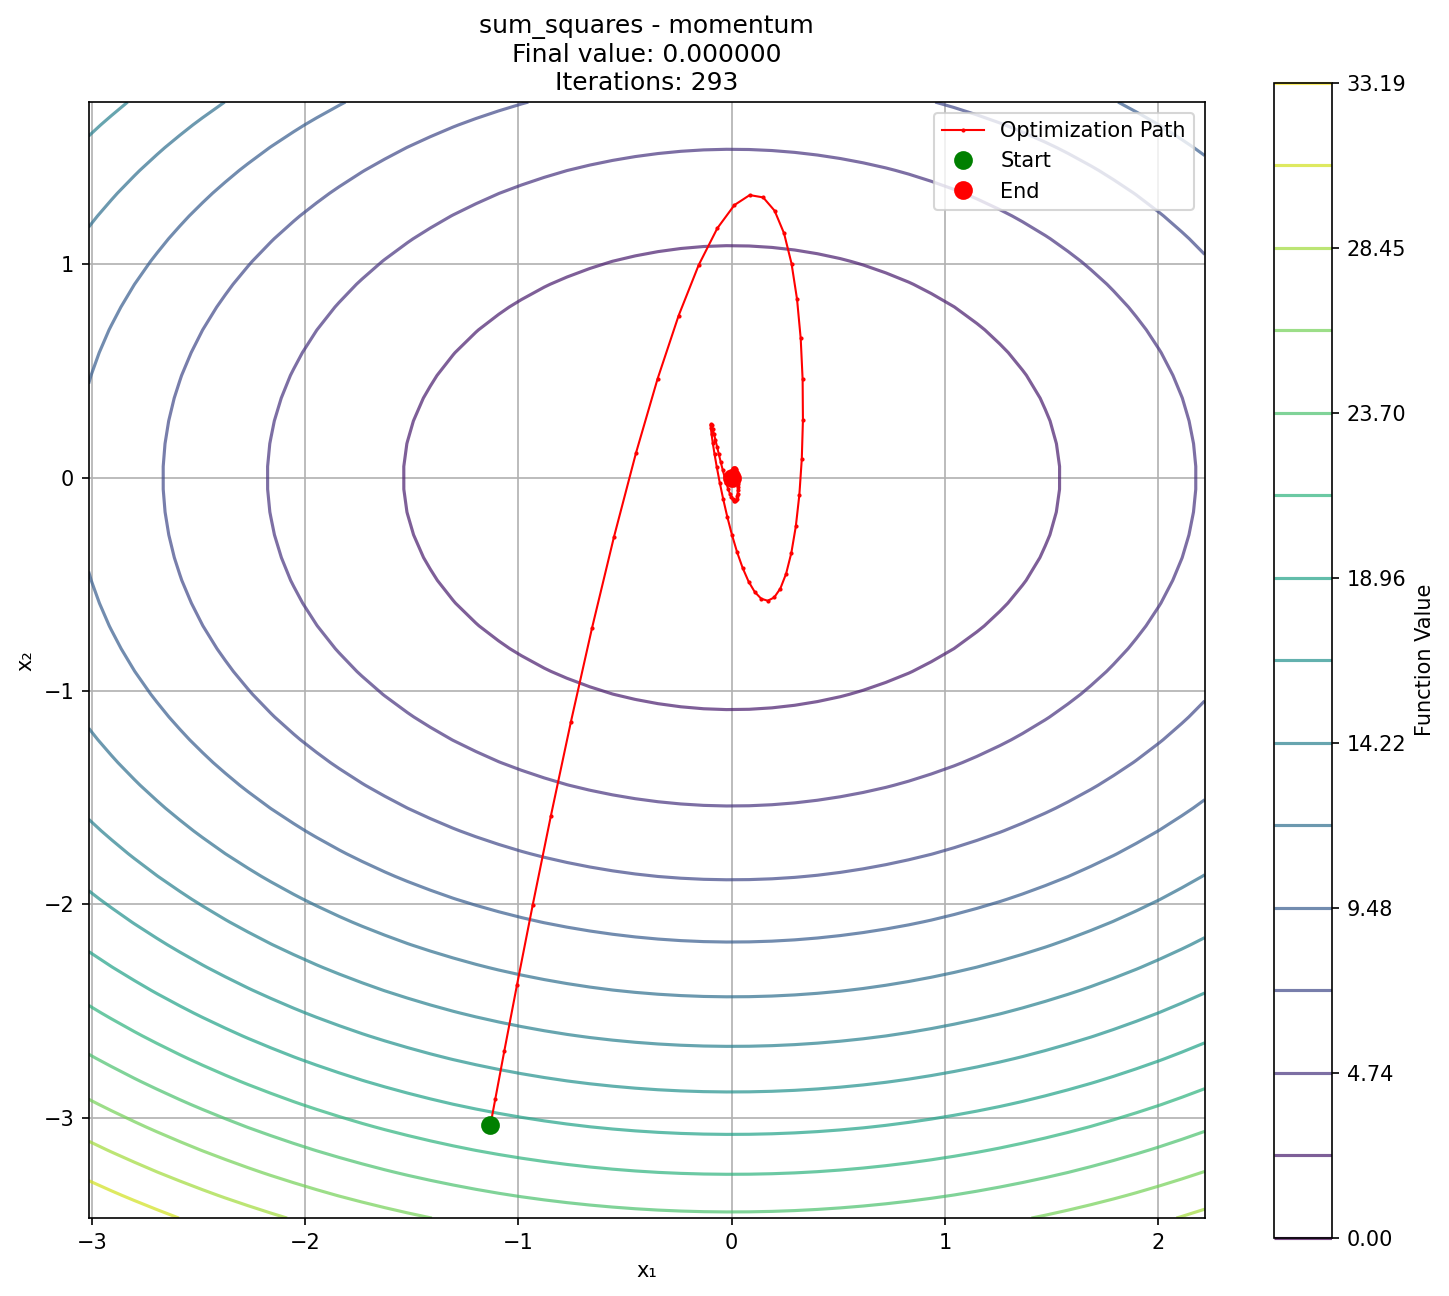 sum_squares - momentum
Final value: 0.000000
Iterations: 293
Optimization Path
Start
End
1
0
−1
−2
−3
x₂
−3
−2
−1
0
1
2
x₁
33.19
28.45
23.70
18.96
14.22
9.48
4.74
0.00
Function Value